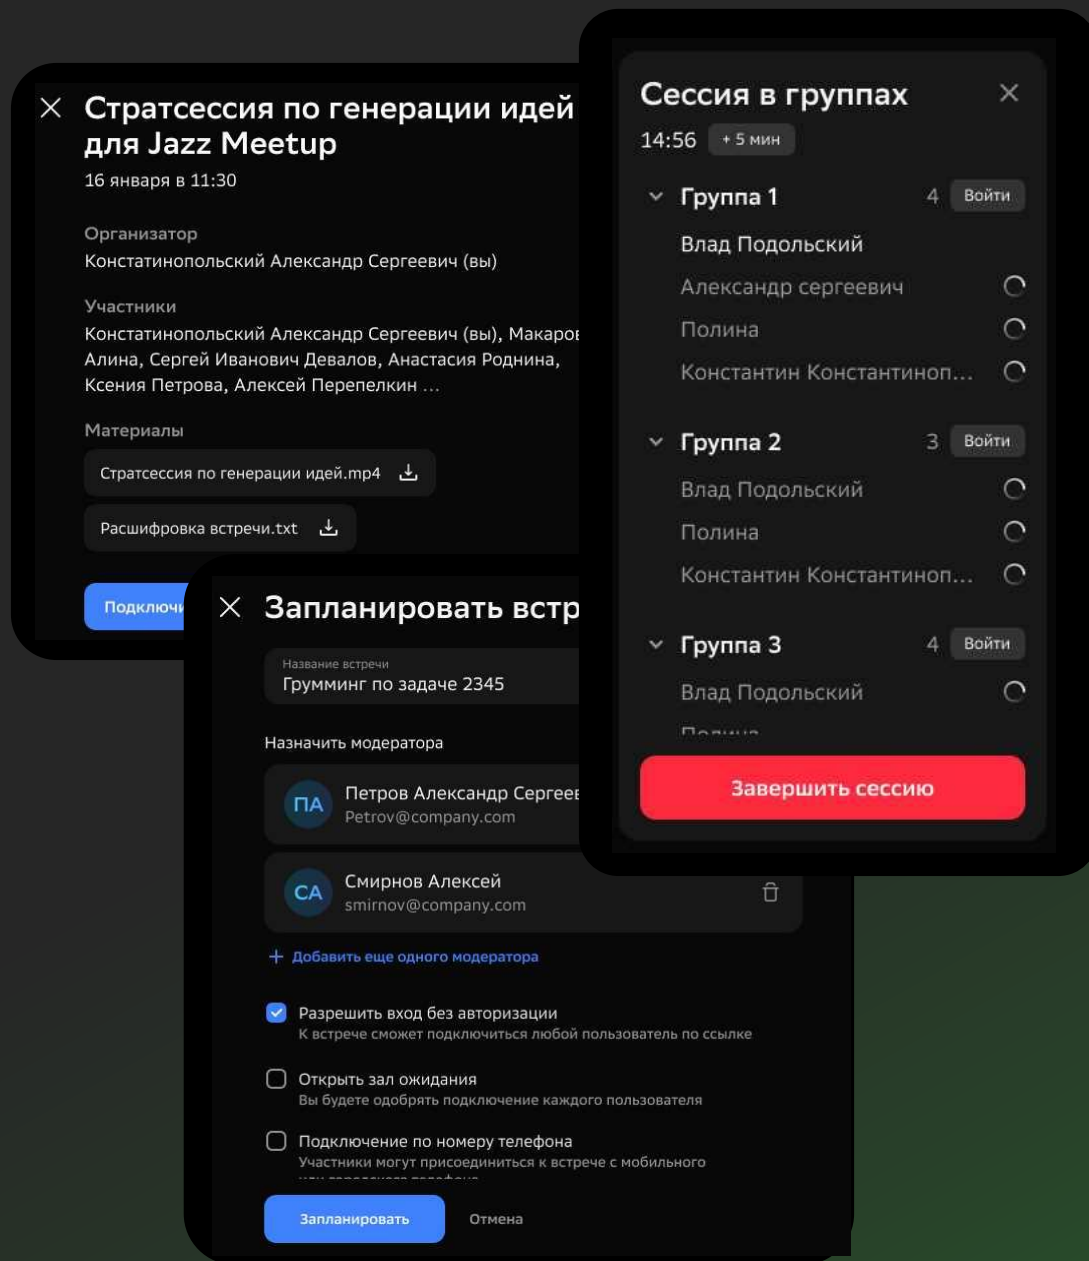 Стратсессия по генерации идей
для Jazz Meetup
16 января в 11:30
Организатор
Констатинопольский Александр Сергеевич (вы)
Участники
Констатинопольский Александр Сергеевич (вы), Макаров
Алина, Сергей Иванович Девалов, Анастасия Роднина,
Ксения Петрова, Алексей Перепелкин ...
Материалы
Стратсессия по генерации идей.mp4
Расшифровка встречи.txt
Подключи
Сессия в группах
14:56 + 5 мин
Группа 1 4 Войти
Влад Подольский
Александр сергеевич
Полина
Константин Константиноп...
Группа 2 3 Войти
Влад Подольский
Полина
Константин Константиноп...
Группа 3 4 Войти
Влад Подольский
Полина
Завершить сессию
Запланировать встр
Название встречи
Грумминг по задаче 2345
Назначить модератора
ПА Петров Александр Сергеев
Petrov@company.com
СА Смирнов Алексей
smirnov@company.com
+ Добавить еще одного модератора
Разрешить вход без авторизации
К встрече сможет подключиться любой пользователь по ссылке
Открыть зал ожидания
Вы будете одобрять подключение каждого пользователя
Подключение по номеру телефона
Участники могут присоединиться к встрече с мобильного
Запланировать Отмена